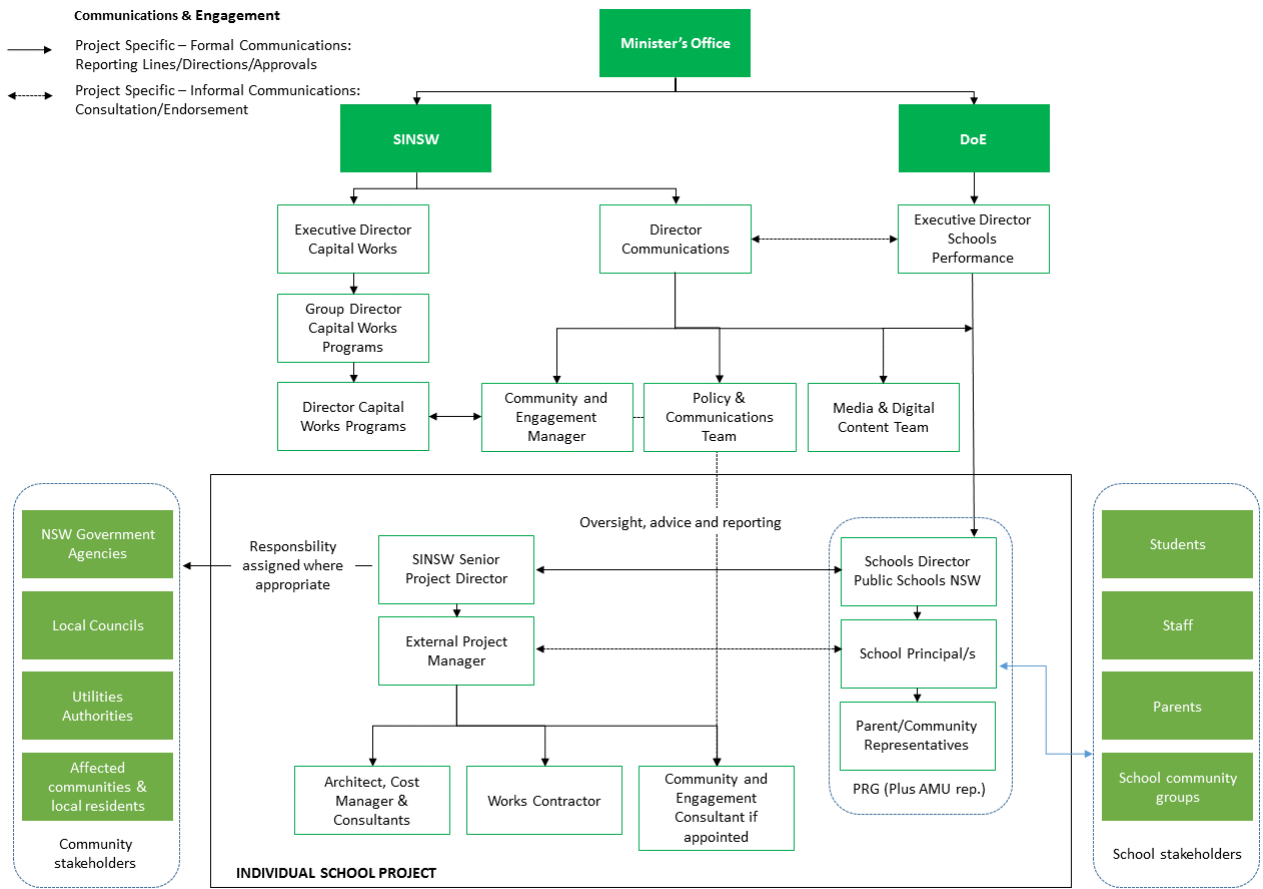 Communications & Engagement
Project Specific – Formal Communications:
Reporting Lines/Directions/Approvals
Project Specific – Informal Communications:
Consultation/Endorsement
Minister's Office
SINSW
DoE
Executive Director
Capital Works
Director
Communications
Executive Director
Schools
Performance
Group Director
Capital Works
Programs
Director Capital
Works Programs
Community and
Engagement
Manager
Policy &
Communications
Team
Media & Digital
Content Team
NSW Government
Agencies
Local Councils
Utilities
Authorities
Affected
communities &
local residents
Community
stakeholders
Responsbility
assigned where
appropriate
Oversight, advice and reporting
SINSW Senior
Project Director
External Project
Manager
Architect, Cost
Manager &
Consultants
Works Contractor
Community and
Engagement
Consultant if
appointed
Schools Director
Public Schools NSW
School Principal/s
Parent/Community
Representatives
PRG (Plus AMU rep.)
INDIVIDUAL SCHOOL PROJECT
Students
Staff
Parents
School community
groups
School stakeholders